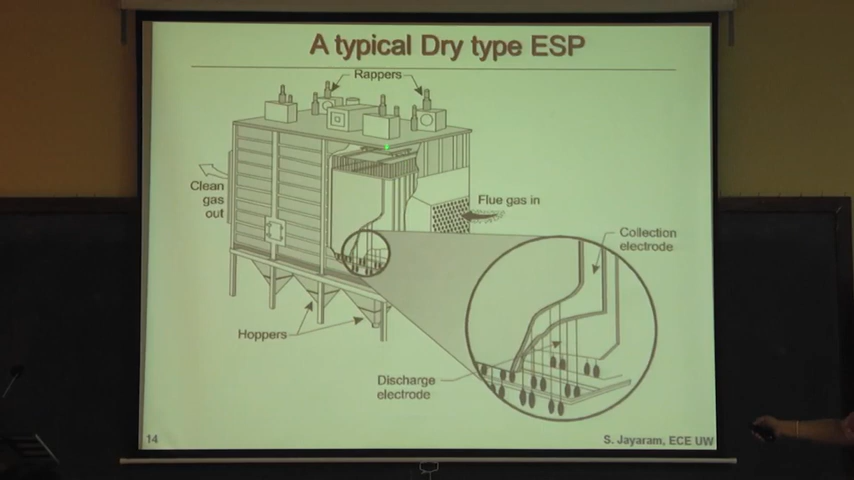 A typical Dry type ESP
Rappers
Clean
gas
out
Flue gas in
Collection
electrode
Hoppers
Discharge
electrode
14
S. Jayaram, ECE UW